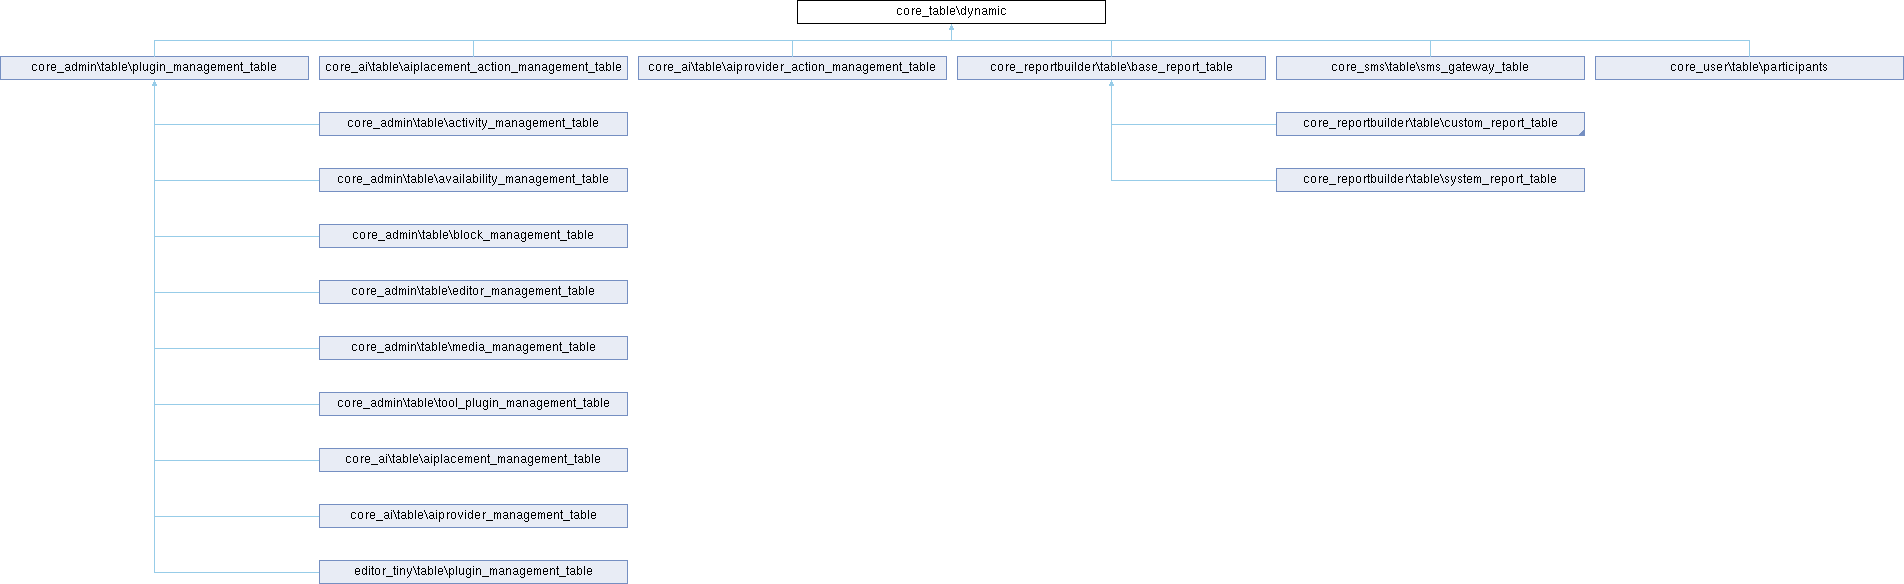 core_table\dynamic
core_admin\table\plugin_management_table
core_ai\table\aiplacement_action_management_table
core_ai\table\aiprovider_action_management_table
core_reportbuilder\table\base_report_table
core_sms\table\sms_gateway_table
core_user\table\participants
core_admin\table\activity_management_table
core_reportbuilder\table\custom_report_table
core_admin\table\availability_management_table
core_reportbuilder\table\system_report_table
core_admin\table\block_management_table
core_admin\table\editor_management_table
core_admin\table\media_management_table
core_admin\table\tool_plugin_management_table
core_ai\table\aiplacement_management_table
core_ai\table\aiprovider_management_table
editor_tiny\table\plugin_management_table